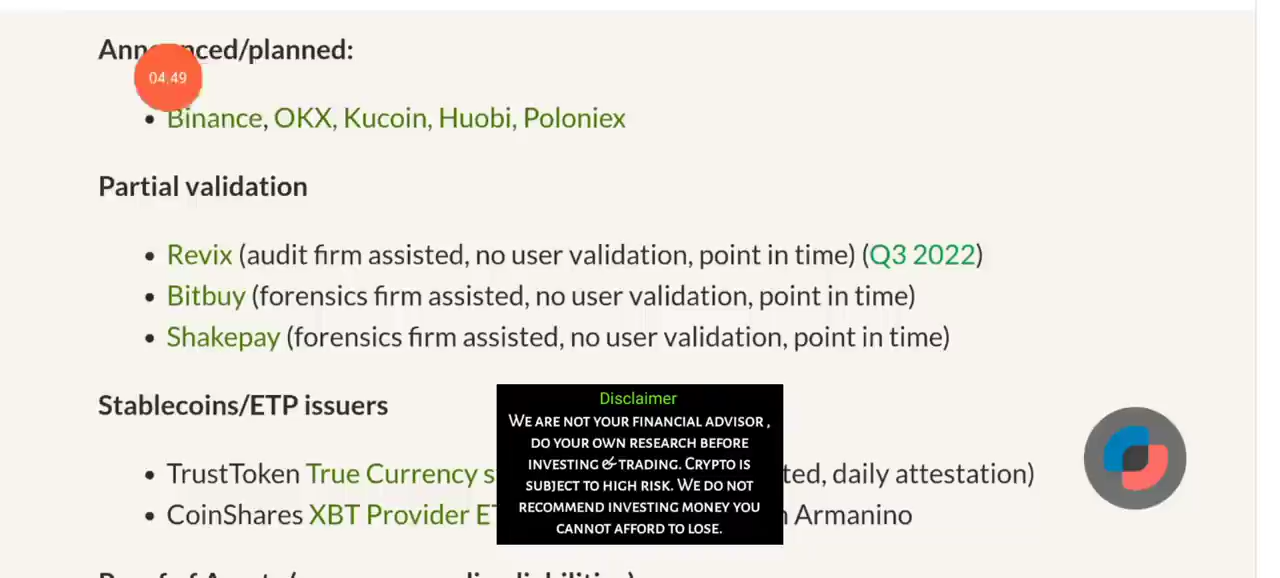 Announced/planned:
04:49
Binance, OKX, Kucoin, Huobi, Poloniex
Partial validation
Revix (audit firm assisted, no user validation, point in time) (Q3 2022)
Bitbuy (forensics firm assisted, no user validation, point in time)
Shakepay (forensics firm assisted, no user validation, point in time)
Stablecoins/ETP issuers
TrustToken True Currency daily attestation)
CoinShares XBT Provider Armanino
Disclaimer
WE ARE NOT YOUR FINANCIAL ADVISOR,
DO YOUR OWN RESEARCH BEFORE
INVESTING & TRADING. CRYPTO IS
SUBJECT TO HIGH RISK. WE DO NOT
RECOMMEND INVESTING MONEY YOU
CANNOT AFFORD TO LOSE.